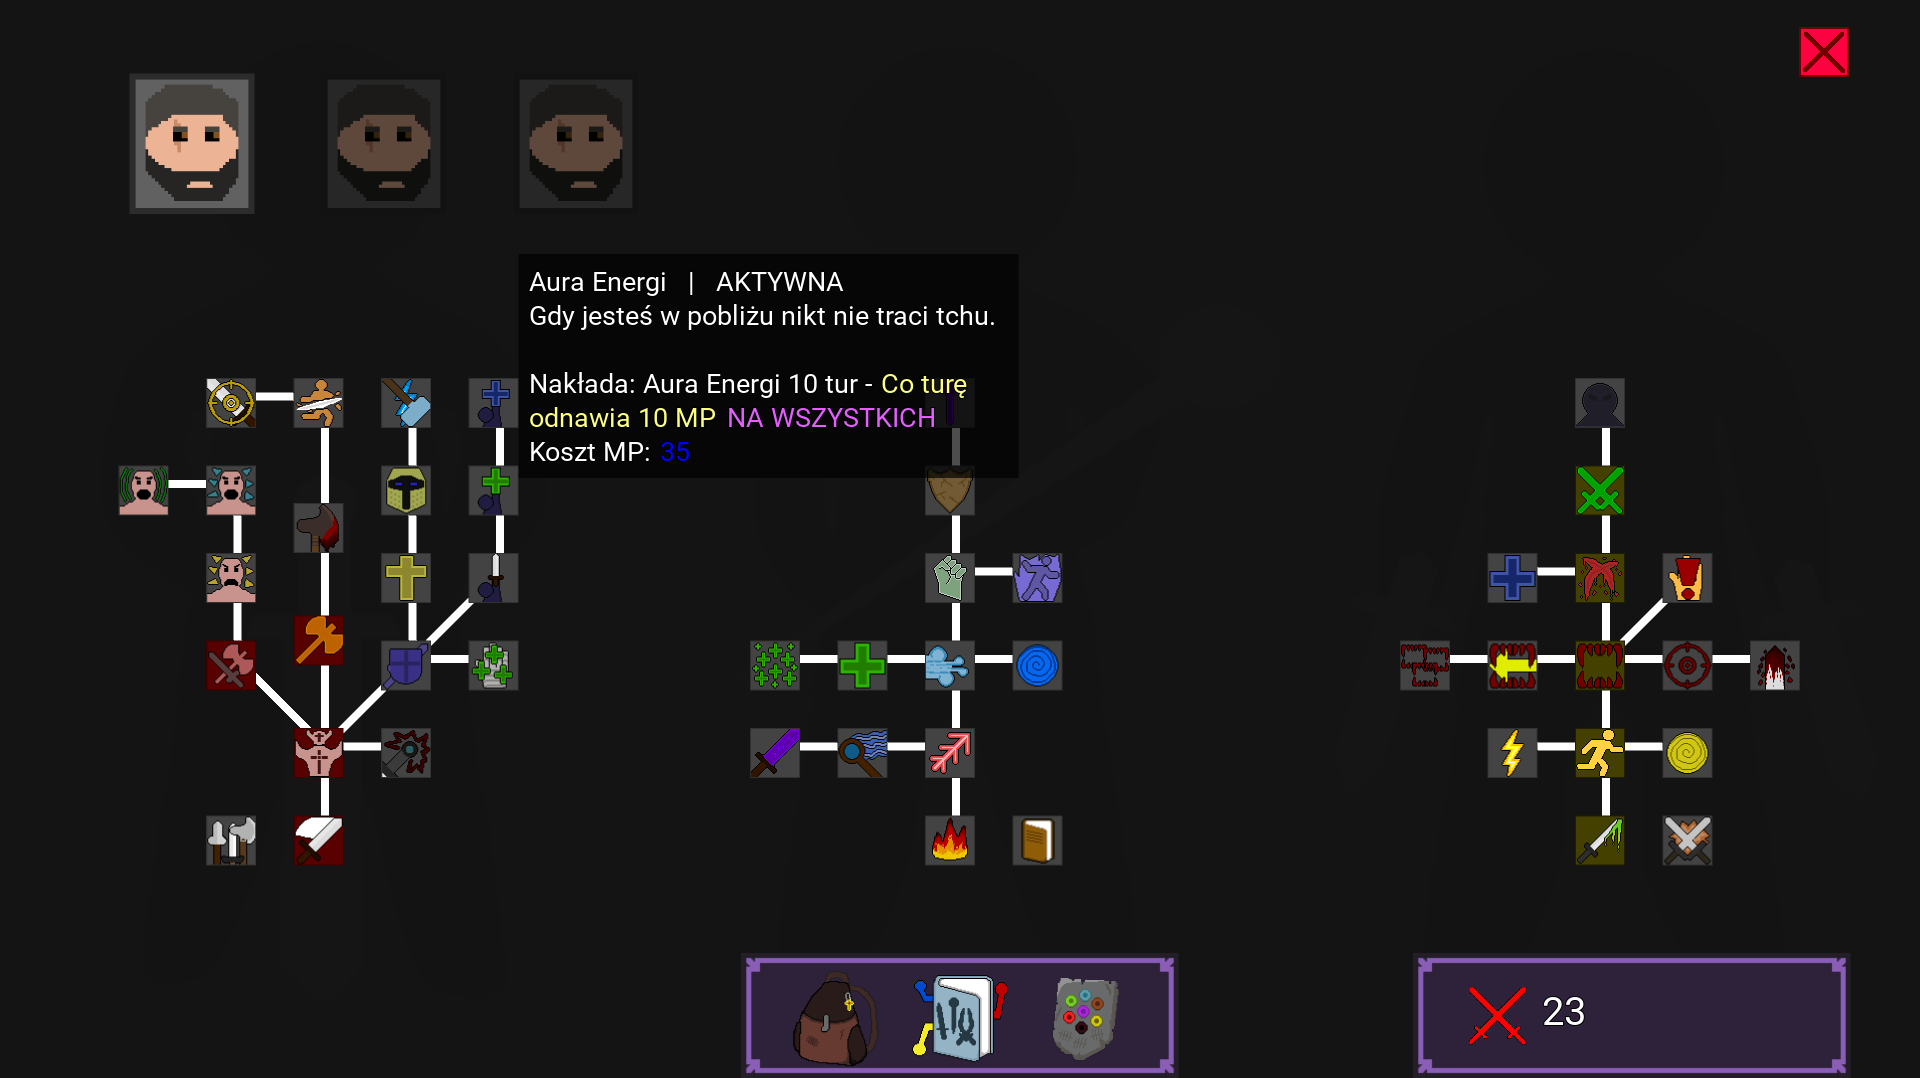 Aura Energi | AKTYWNA
Gdy jesteś w pobliżu nikt nie traci tchu.
Nakłada: Aura Energi 10 tur - Co turę
odnawia 10 MP NA WSZYSTKICH
Koszt MP: 35
23